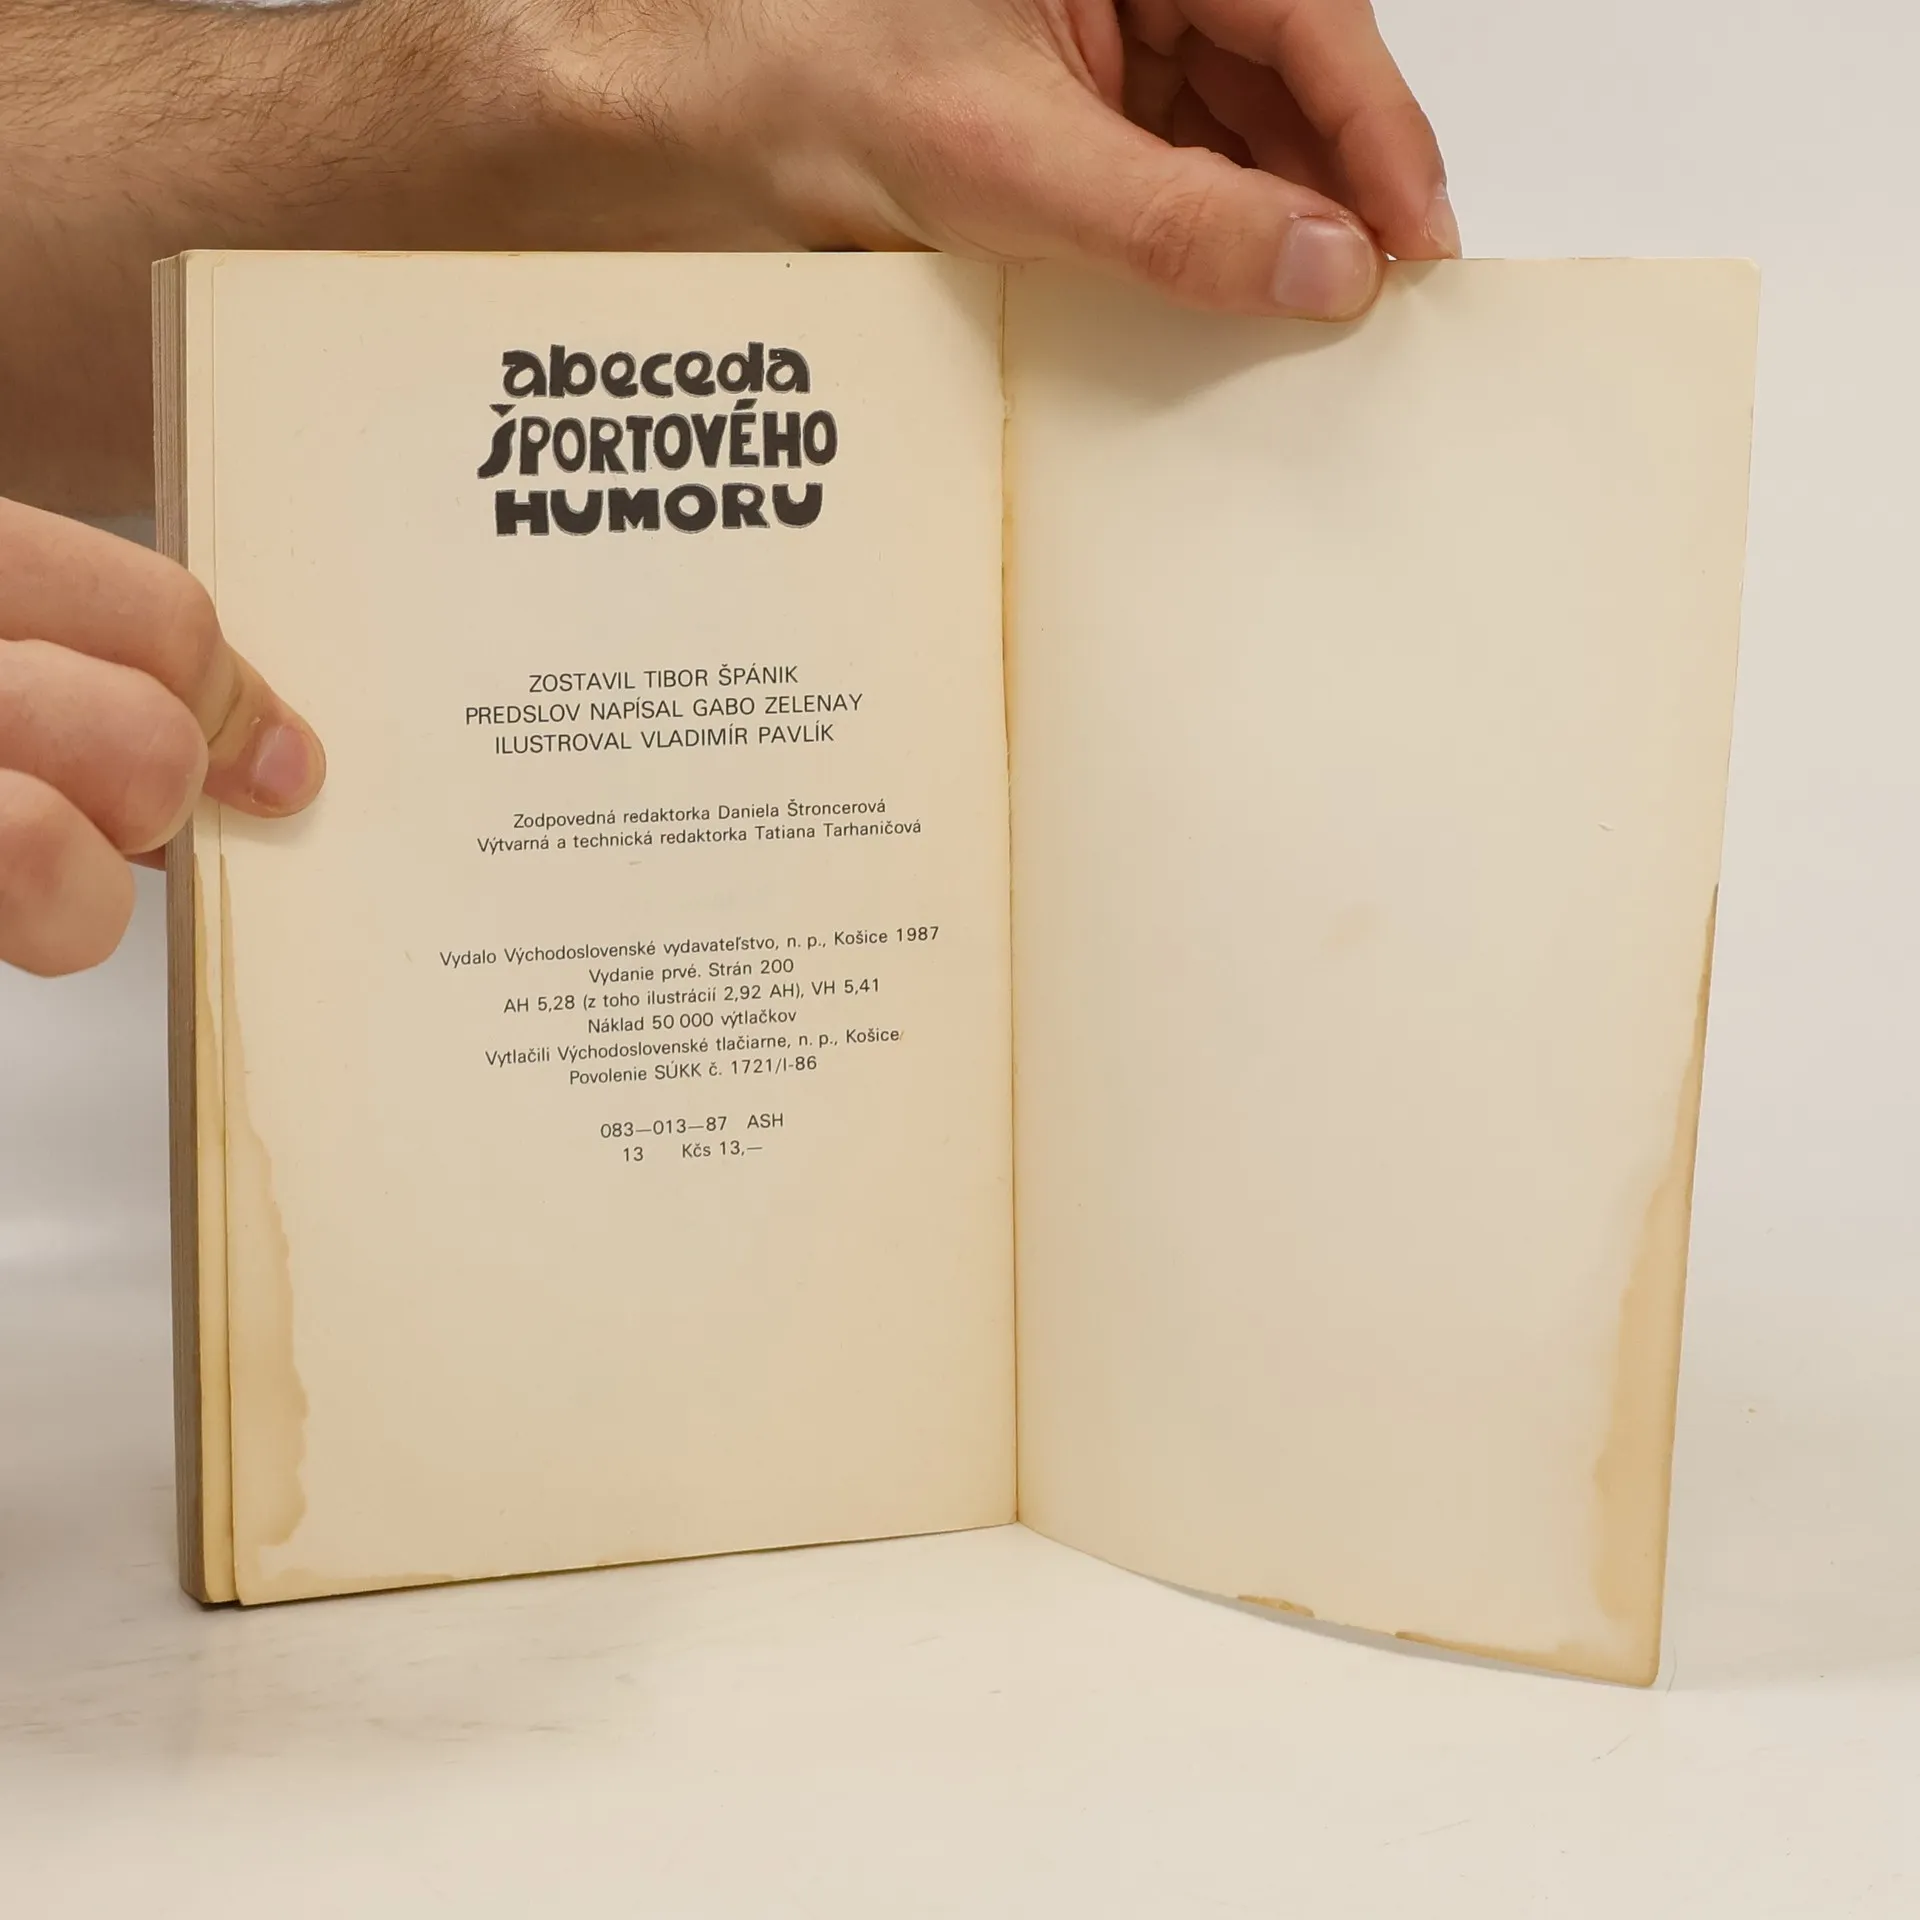 abeceda
ŠPORTOVÉHO
HUMORU
ZOSTAVIL TIBOR ŠPÁNIK
PREDSLOV NAPÍSAL GABO ZELENAY
ILUSTROVAL VLADIMÍR PAVLÍK
Zodpovedná redaktorka Daniela Štroncerová
Výtvarná a technická redaktorka Tatiana Tarhaničová
Vydalo Východoslovenské vydavateľstvo, n. p., Košice 1987
Vydanie prvé. Strán 200
AH 5,28 (z toho ilustrácií 2,92 AH), VH 5,41
Náklad 50 000 výtlačkov
Vytlačili Východoslovenské tlačiarne, n. p., Košice
Povolenie SÚKK č. 1721/I-86
083—013—87 ASH
13 Kčs 13,—